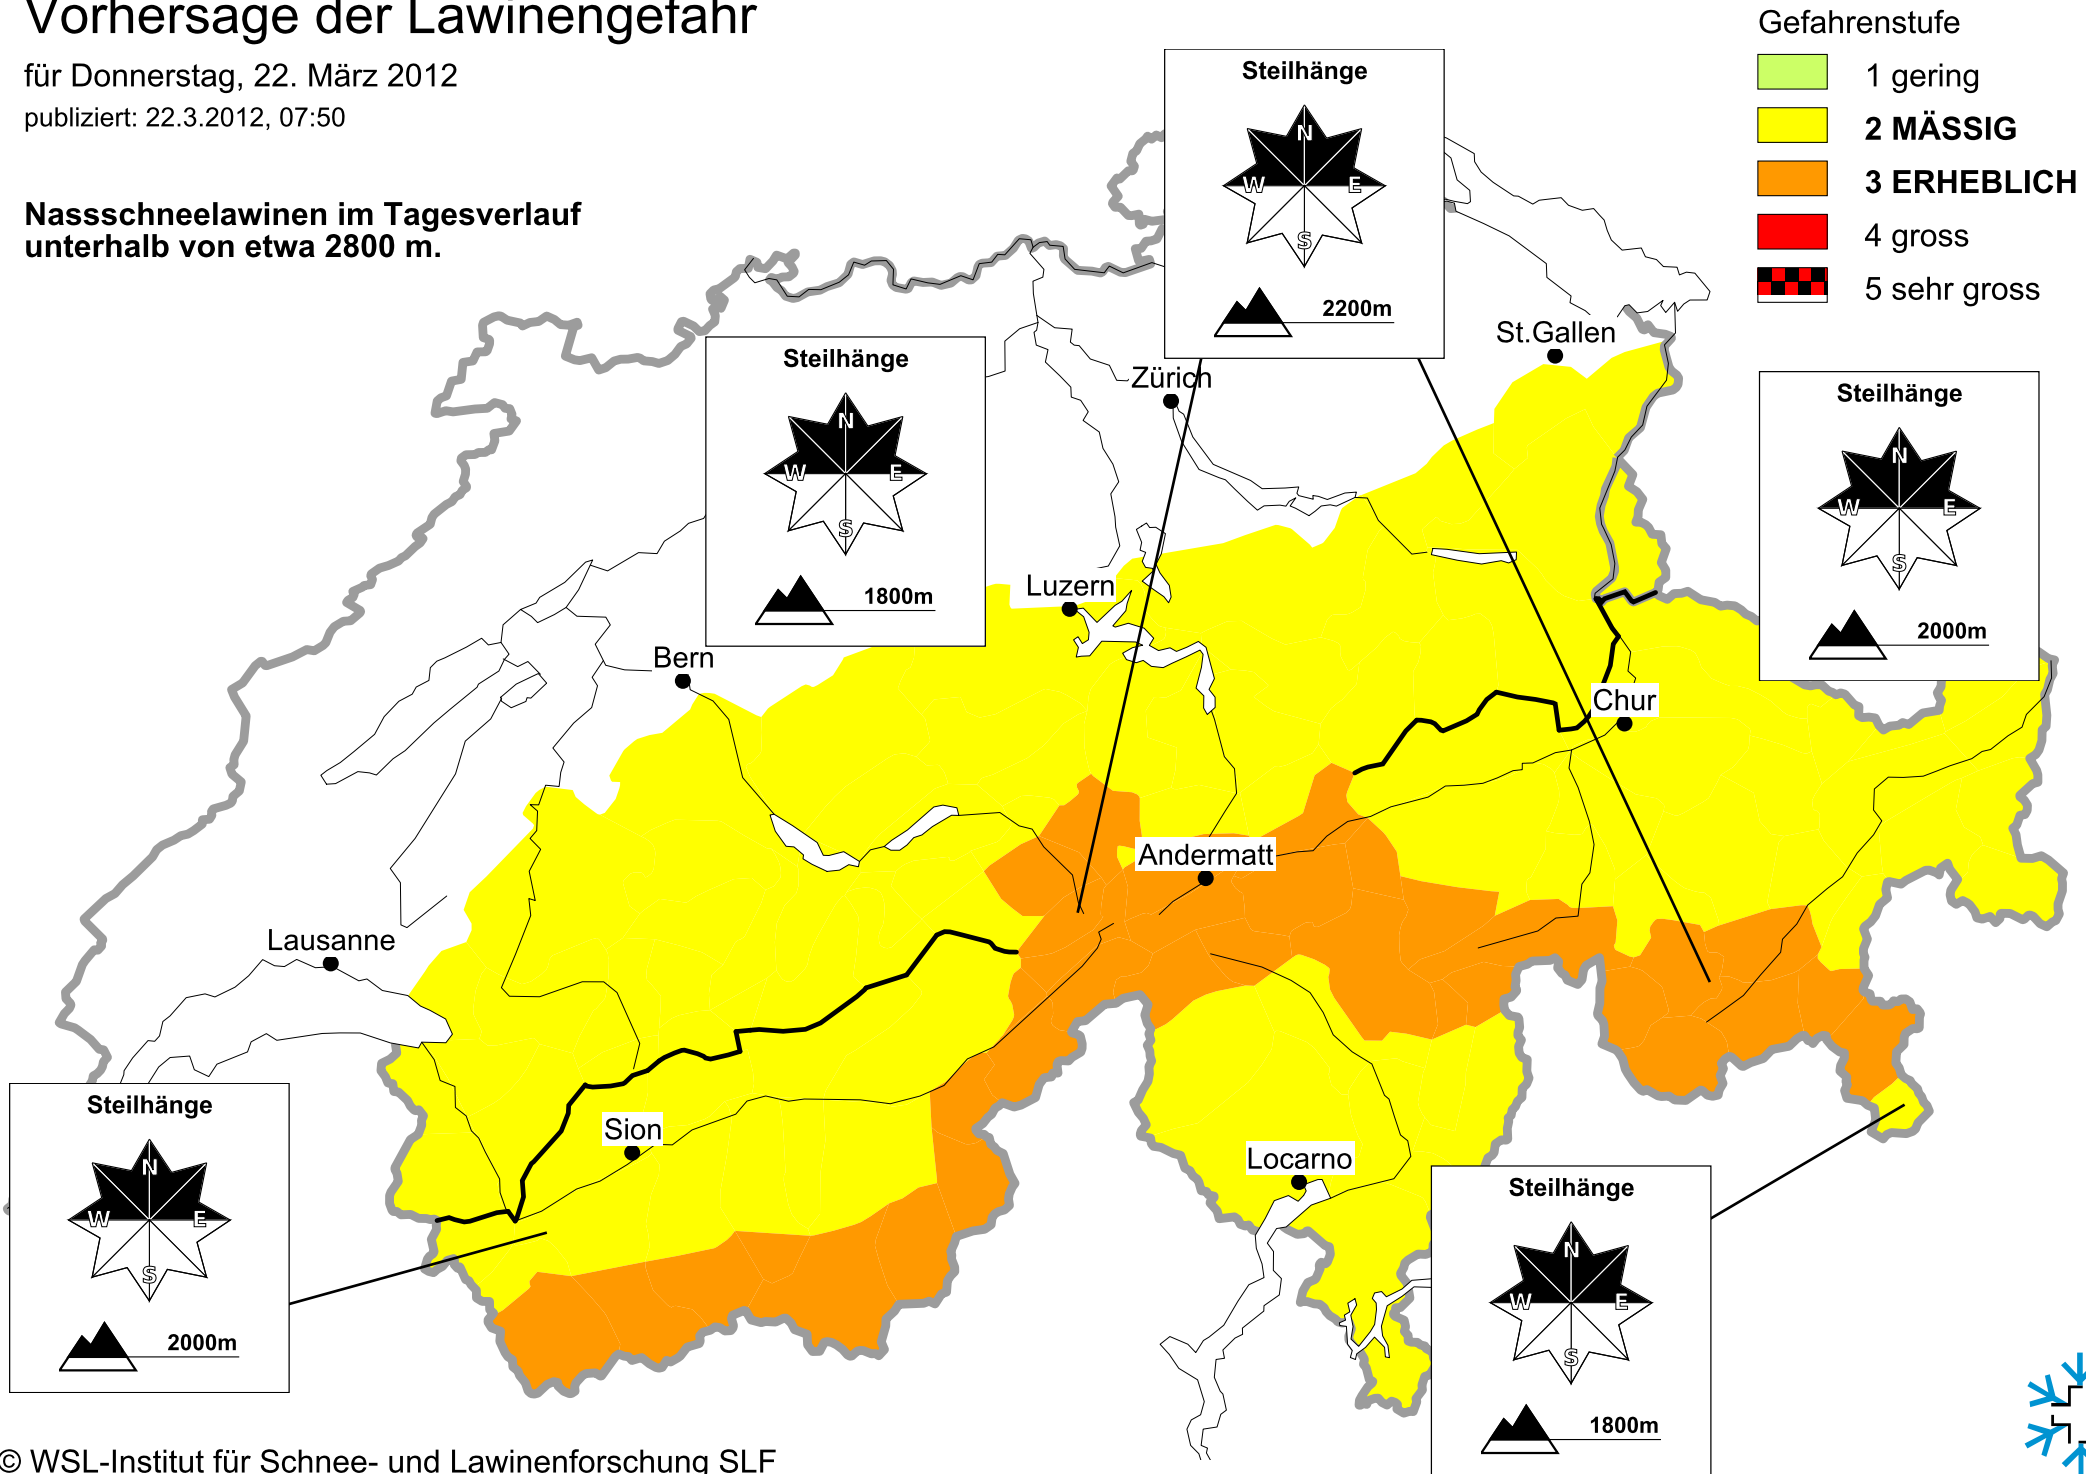 Vorhersage der Lawinengefahr
für Donnerstag, 22. März 2012
publiziert: 22.3.2012, 07:50
Nassschneelawinen im Tagesverlauf
unterhalb von etwa 2800 m.
Gefahrenstufe
1 gering
2 MÄSSIG
3 ERHEBLICH
4 gross
5 sehr gross
Steilhänge
N
W E
S
2200m
Steilhänge
N
W E
S
1800m
Steilhänge
N
W E
S
2000m
St.Gallen
Zürich
Luzern
Bern
Chur
Andermatt
Lausanne
Sion
Locarno
Steilhänge
N
W E
S
2000m
Steilhänge
N
W E
S
1800m
© WSL-Institut für Schnee- und Lawinenforschung SLF